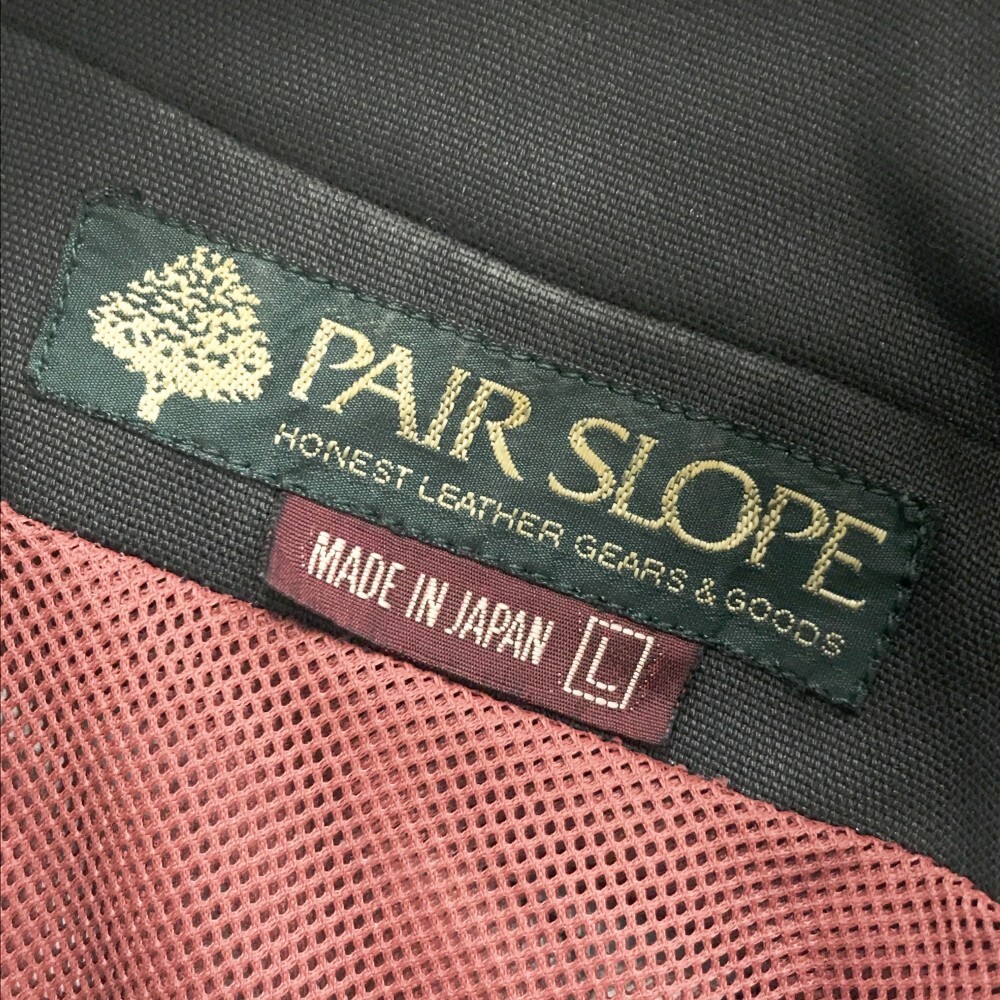 PAIR SLOPE
HONEST LEATHER GEARS & GOODS
MADE IN JAPAN L